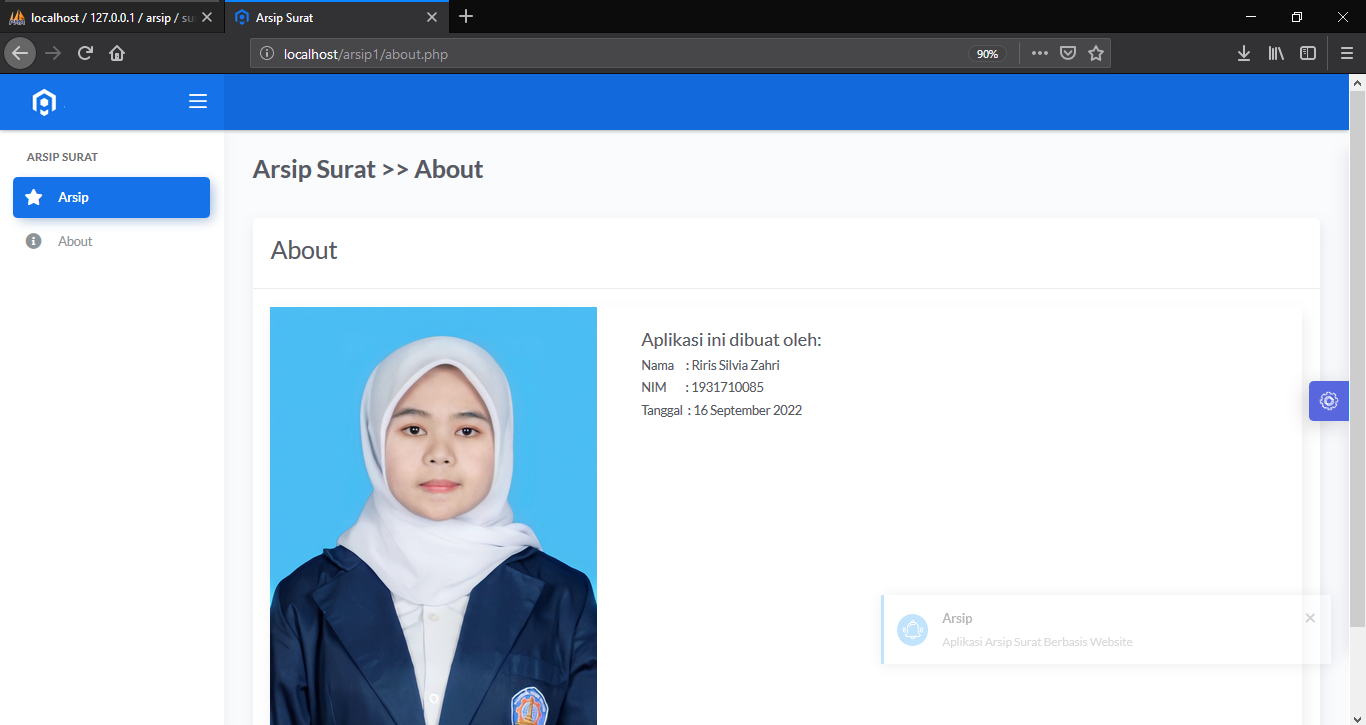 localhost / 127.0.0.1 / arsip / su
Arsip Surat
localhost/arsip1/about.php
90%
ARSIP SURAT
Arsip
About
Arsip Surat >> About
About
Aplikasi ini dibuat oleh:
Nama : Riris Silvia Zahri
NIM : 1931710085
Tanggal : 16 September 2022
Arsip
Aplikasi Arsip Surat Berbasis Website